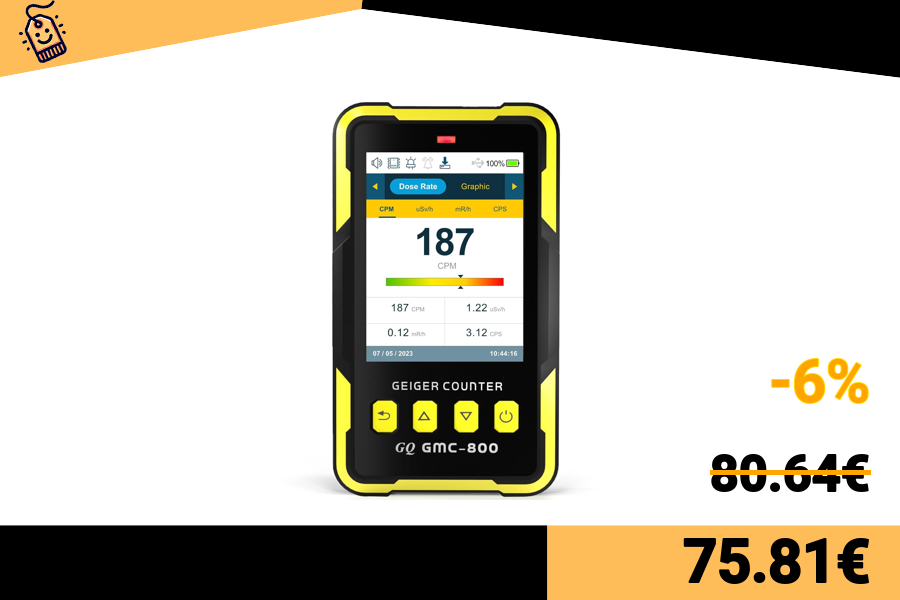 100%
Dose Rate Graphic
CPM uSv/h mR/h CPS
187
CPM
187 CPM 1.22 uSv/h
0.12 mR/h 3.12 CPS
07 / 05 / 2023 10:44:16
GEIGER COUNTER
GQ GMC-800
-6%
80.64€
75.81€